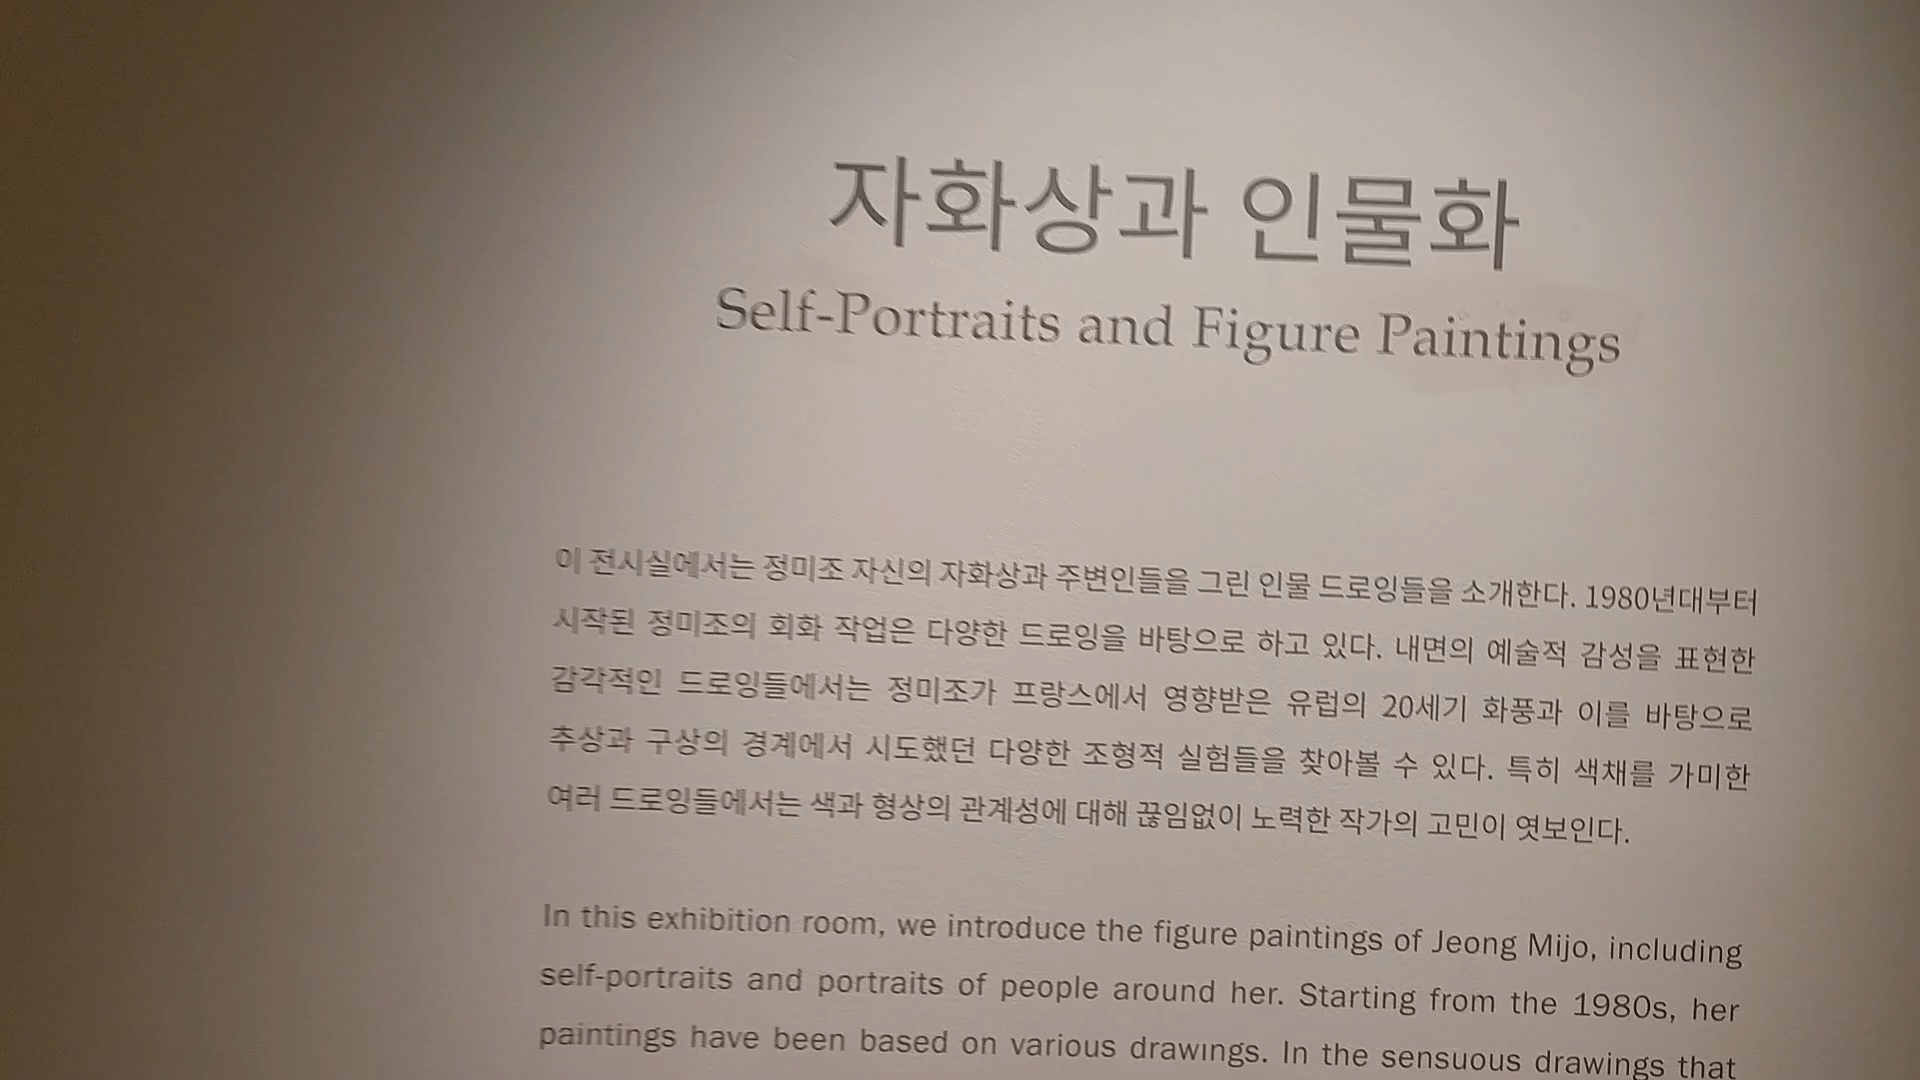 자화상과 인물화
Self-Portraits and Figure Paintings
이 전시실에서는 정미조 자신의 자화상과 주변인들을 그린 인물 드로잉들을 소개한다. 1980년대부터
시작된 정미조의 회화 작업은 다양한 드로잉을 바탕으로 하고 있다. 내면의 예술적 감성을 표현한
감각적인 드로잉들에서는 정미조가 프랑스에서 영향받은 유럽의 20세기 화풍과 이를 바탕으로
추상과 구상의 경계에서 시도했던 다양한 조형적 실험들을 찾아볼 수 있다. 특히 색채를 가미한
여러 드로잉들에서는 색과 형상의 관계성에 대해 끊임없이 노력한 작가의 고민이 엿보인다.
In this exhibition room, we introduce the figure paintings of Jeong Mijo, including
self-portraits and portraits of people around her. Starting from the 1980s, her
paintings have been based on various drawings. In the sensuous drawings that